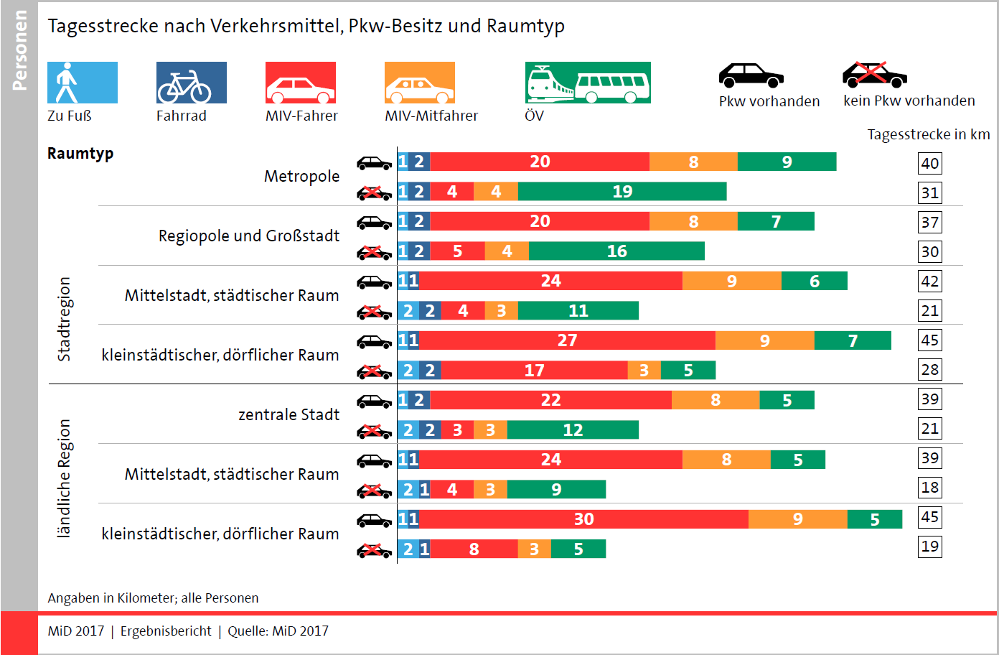 Personen
Tagesstrecke nach Verkehrsmittel, Pkw-Besitz und Raumtyp
Zu Fuß
Fahrrad
MIV-Fahrer
MIV-Mitfahrer
ÖV
Pkw vorhanden
kein Pkw vorhanden
Tagesstrecke in km
Raumtyp
Stadtregion
Metropole
1 2 20 8 9 40
1 2 4 4 19 31
Regiopole und Großstadt
1 2 20 8 7 37
1 2 5 4 16 30
Mittelstadt, städtischer Raum
1 1 24 9 6 42
2 2 4 3 11 21
kleinstädtischer, dörflicher Raum
1 1 27 9 7 45
2 2 17 3 5 28
ländliche Region
zentrale Stadt
1 2 22 8 5 39
2 2 3 3 12 21
Mittelstadt, städtischer Raum
1 1 24 8 5 39
2 1 4 3 9 18
kleinstädtischer, dörflicher Raum
1 1 30 9 5 45
2 1 8 3 5 19
Angaben in Kilometer; alle Personen
MiD 2017 | Ergebnisbericht | Quelle: MiD 2017